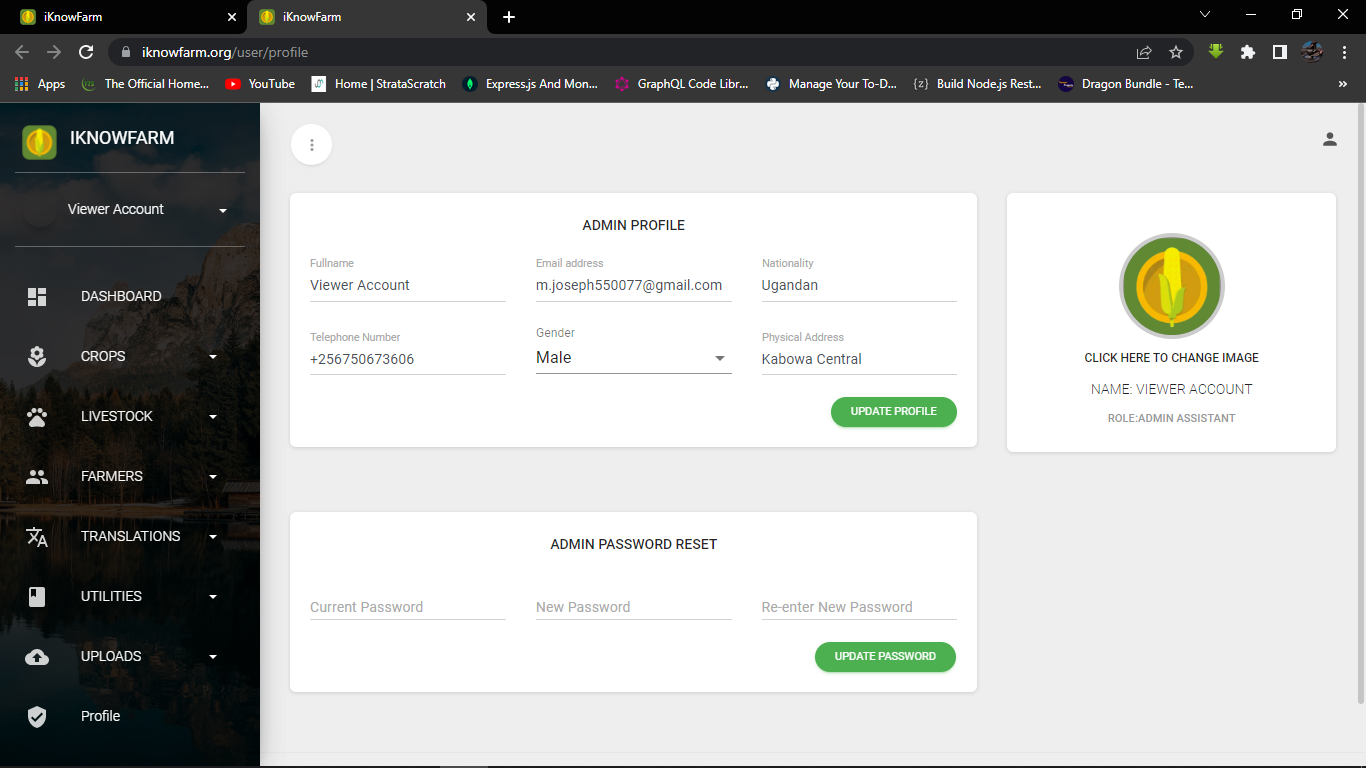 iKnowFarm
iKnowFarm
iknowfarm.org/user/profile
Apps
The Official Home...
YouTube
Home | StrataScratch
Express.js And Mon...
GraphQL Code Libr...
Manage Your To-D...
Build Node.js Rest...
Dragon Bundle - Te...
IKNOWFARM
Viewer Account
DASHBOARD
CROPS
LIVESTOCK
FARMERS
TRANSLATIONS
UTILITIES
UPLOADS
Profile
ADMIN PROFILE
Fullname
Viewer Account
Email address
m.joseph550077@gmail.com
Nationality
Ugandan
Telephone Number
+256750673606
Gender
Male
Physical Address
Kabowa Central
UPDATE PROFILE
CLICK HERE TO CHANGE IMAGE
NAME: VIEWER ACCOUNT
ROLE:ADMIN ASSISTANT
ADMIN PASSWORD RESET
Current Password
New Password
Re-enter New Password
UPDATE PASSWORD